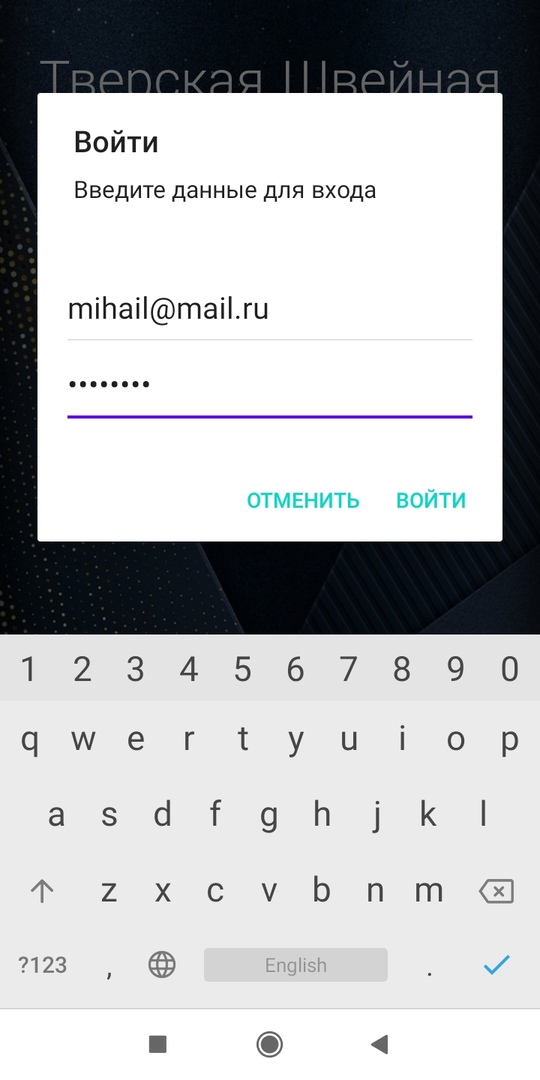 Тверская Швейная
Войти
Введите данные для входа
mihail@mail.ru
••••••••
ОТМЕНИТЬ ВОЙТИ
1 2 3 4 5 6 7 8 9 0
q w e r t y u i o p
a s d f g h j k l
z x c v b n m
?123 , English .